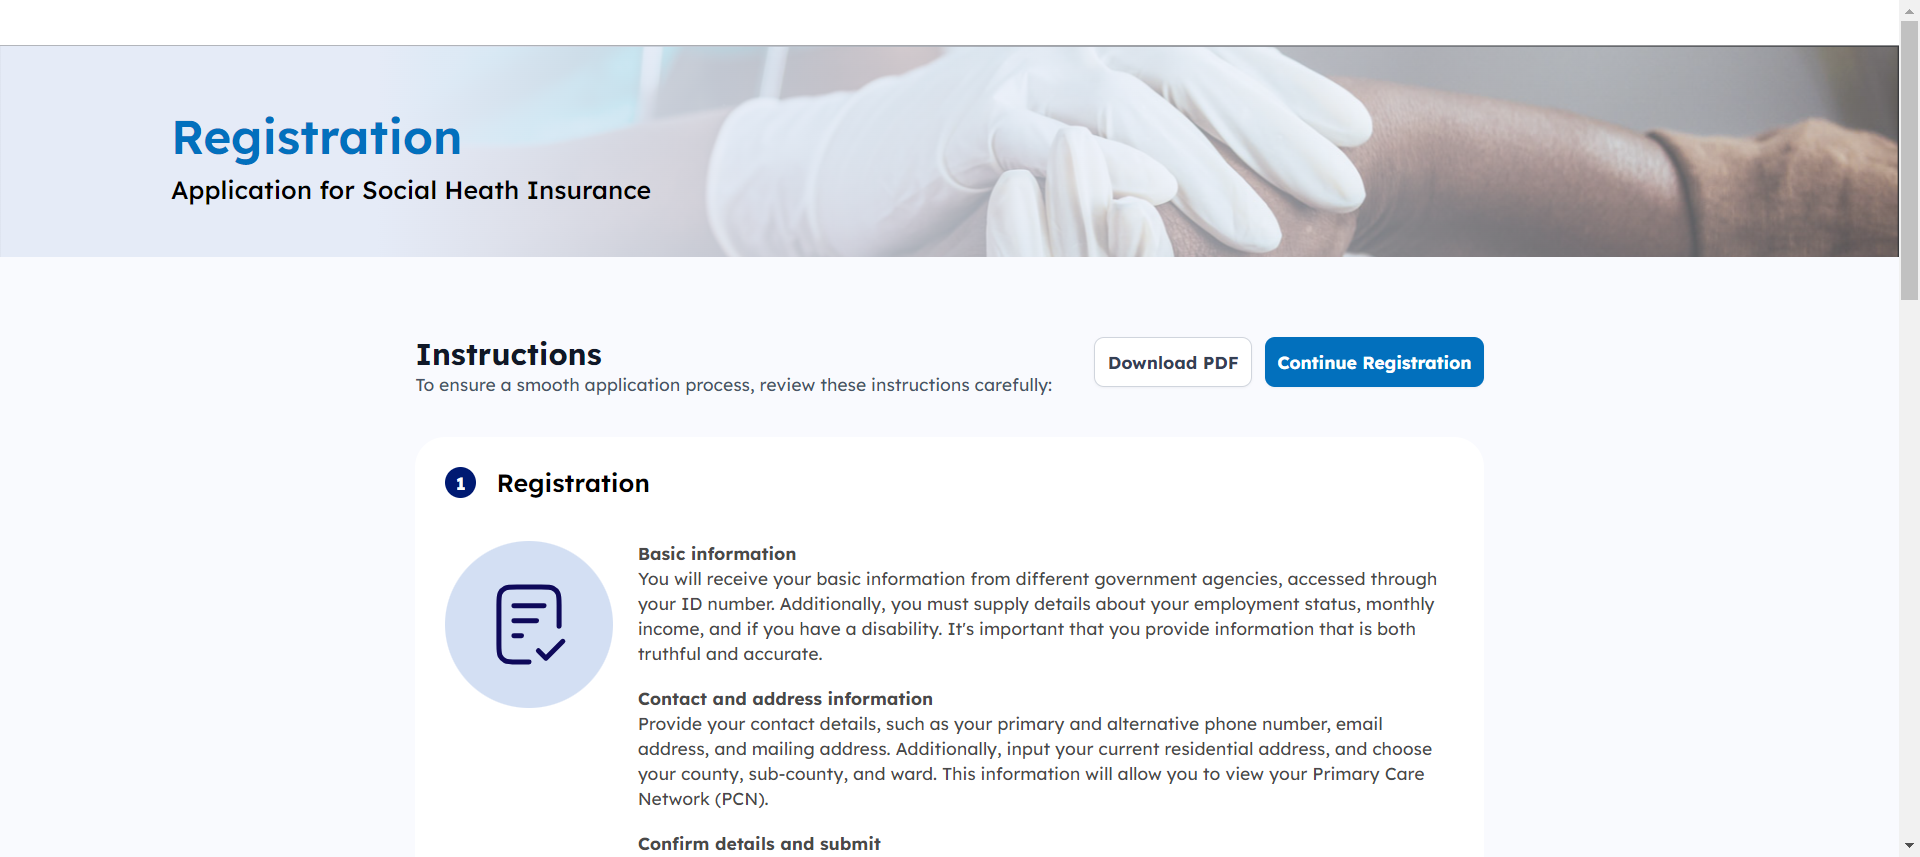 Registration
Application for Social Heath Insurance
Instructions
To ensure a smooth application process, review these instructions carefully:
Download PDF
Continue Registration
1
Registration
Basic information
You will receive your basic information from different government agencies, accessed through
your ID number. Additionally, you must supply details about your employment status, monthly
income, and if you have a disability. It's important that you provide information that is both
truthful and accurate.
Contact and address information
Provide your contact details, such as your primary and alternative phone number, email
address, and mailing address. Additionally, input your current residential address, and choose
your county, sub-county, and ward. This information will allow you to view your Primary Care
Network (PCN).
Confirm details and submit